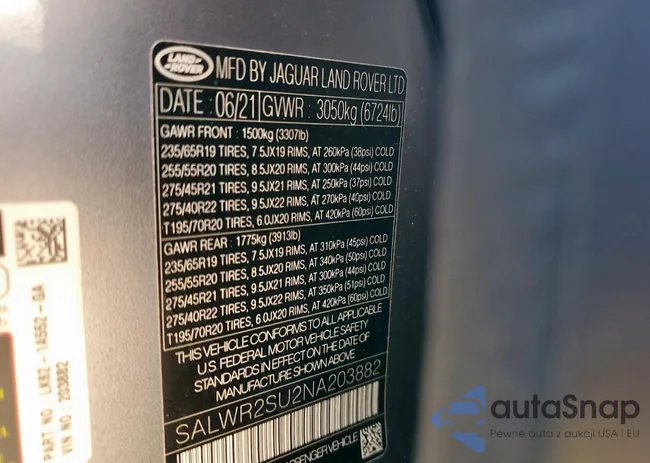 LAND ROVER
MFD BY JAGUAR LAND ROVER LTD
DATE : 06/21 GVWR : 3050kg (6724lb)
GAWR FRONT : 1500kg (3307lb)
235/65R19 TIRES, 7.5JX19 RIMS, AT 260kPa (38psi) COLD
255/55R20 TIRES, 8.5JX20 RIMS, AT 300kPa (44psi) COLD
275/45R21 TIRES, 9.5JX21 RIMS, AT 250kPa (37psi) COLD
275/40R22 TIRES, 9.5JX22 RIMS, AT 270kPa (40psi) COLD
T195/70R20 TIRES, 6.0JX20 RIMS, AT 420kPa (60psi) COLD
GAWR REAR : 1775kg (3913lb)
235/65R19 TIRES, 7.5JX19 RIMS, AT 310kPa (45psi) COLD
255/55R20 TIRES, 8.5JX20 RIMS, AT 340kPa (50psi) COLD
275/45R21 TIRES, 9.5JX21 RIMS, AT 300kPa (44psi) COLD
275/40R22 TIRES, 9.5JX22 RIMS, AT 350kPa (51psi) COLD
T195/70R20 TIRES, 6.0JX20 RIMS, AT 420kPa (60psi) COLD
THIS VEHICLE CONFORMS TO ALL APPLICABLE
U.S. FEDERAL MOTOR VEHICLE SAFETY
STANDARDS IN EFFECT ON THE DATE OF
MANUFACTURE SHOWN ABOVE
SALWR2SU2NA203882
PASSENGER VEHICLE
PART NO : LK62-1A552-GA
VIN NO : 203882
autoSnap
Pewne auta z aukcji USA i EU